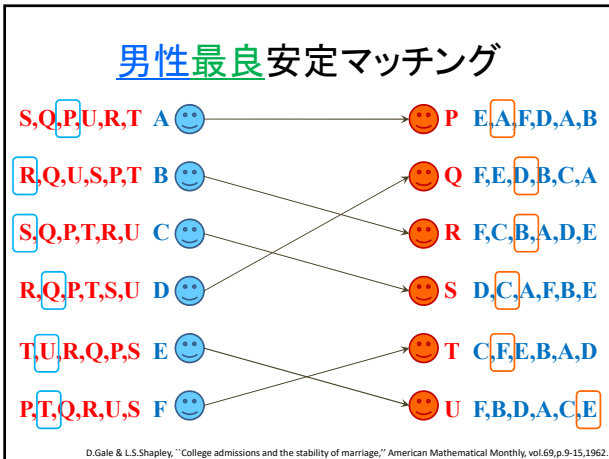 男性最良安定マッチング
S,Q,P,U,R,T A P E,A,F,D,A,B
R,Q,U,S,P,T B Q F,E,D,B,C,A
S,Q,P,T,R,U C R F,C,B,A,D,E
R,Q,P,T,S,U D S D,C,A,F,B,E
T,U,R,Q,P,S E T C,F,E,B,A,D
P,T,Q,R,U,S F U F,B,D,A,C,E
D.Gale & L.S.Shapley, ``College admissions and the stability of marriage,'' American Mathematical Monthly, vol.69,p.9-15,1962.